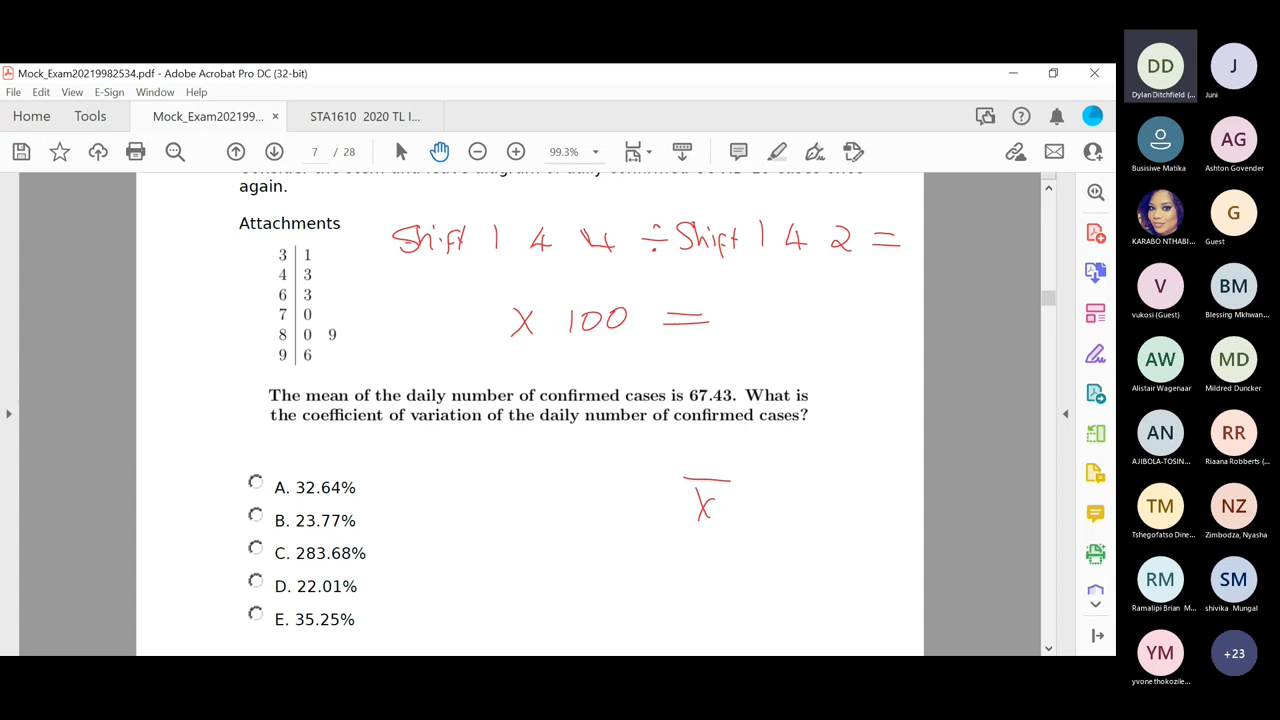 Mock_Exam20219982534.pdf - Adobe Acrobat Pro DC (32-bit)
File Edit View E-Sign Window Help
Home Tools Mock_Exam202199... × STA1610 2020 TL I...
7 / 28 99.3%
again.
Attachments
3 | 1
4 | 3
6 | 3
7 | 0
8 | 0 9
9 | 6
Shift 1 4 4 ÷ Shift 1 4 2 =
x 100 =
The mean of the daily number of confirmed cases is 67.43. What is
the coefficient of variation of the daily number of confirmed cases?
x
A. 32.64%
B. 23.77%
C. 283.68%
D. 22.01%
E. 35.25%
DD J
Dylan Ditchfield (... Juni
AG
Busisiwe Matika Ashton Govender
G
KARABO NTHABI... Guest
V BM
vukosi (Guest) Blessing Mkhwan...
AW MD
Alistair Wagenaar Mildred Duncker
AN RR
AJIBOLA-TOSIN... Riaana Robberts (...
TM NZ
Tshegofatso Dine... Zimbodza, Nyasha
RM SM
Ramalipi Brian M... shivika Mungal
YM +23
yvone thokozile...